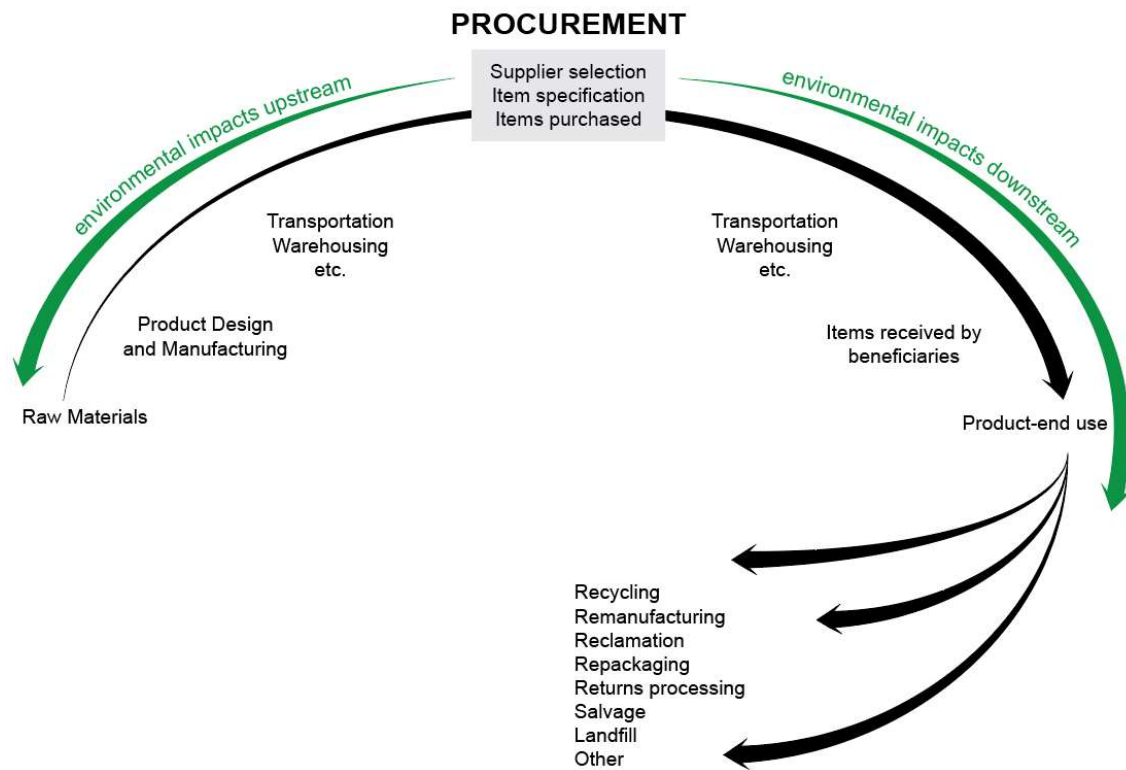 PROCUREMENT
Supplier selection
Item specification
Items purchased
environmental impacts upstream
environmental impacts downstream
Transportation
Warehousing
etc.
Transportation
Warehousing
etc.
Product Design
and Manufacturing
Items received by
beneficiaries
Raw Materials
Product-end use
Recycling
Remanufacturing
Reclamation
Repackaging
Returns processing
Salvage
Landfill
Other